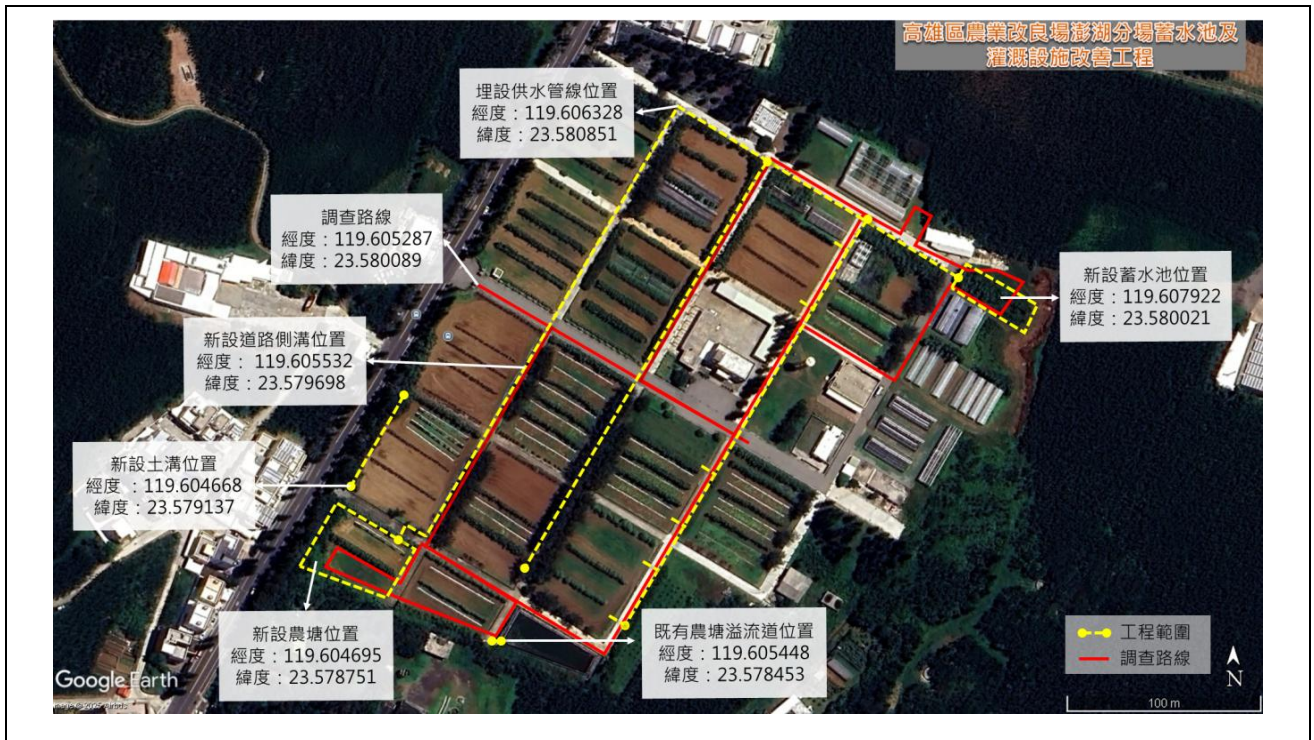 高雄區農業改良場澎湖分場蓄水池及
灌溉設施改善工程
埋設供水管線位置
經度：119.606328
緯度：23.580851
調查路線
經度：119.605287
緯度：23.580089
新設蓄水池位置
經度：119.607922
緯度：23.580021
新設道路側溝位置
經度： 119.605532
緯度：23.579698
新設土溝位置
經度 ：119.604668
緯度：23.579137
新設農塘位置
經度：119.604695
緯度：23.578751
既有農塘溢流道位置
經度：119.605448
緯度：23.578453
工程範圍
調查路線
N
100 m
Google Earth